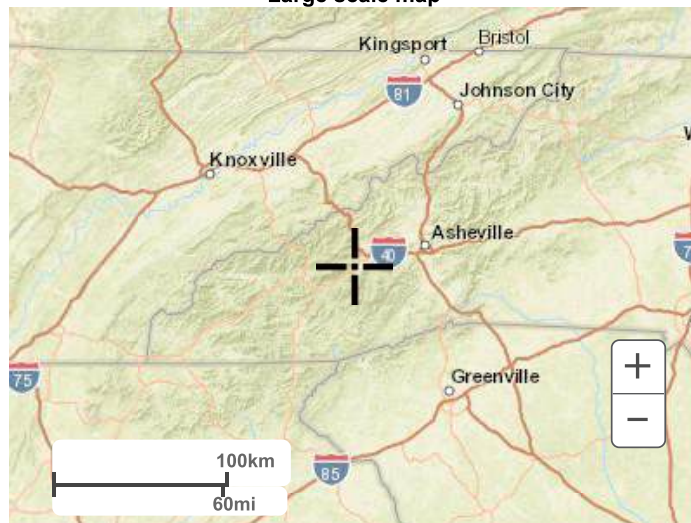 Large scale map
Kingsport
Bristol
81
Johnson City
Knoxville
Asheville
40
75
Greenville
+
−
100km
85
60mi